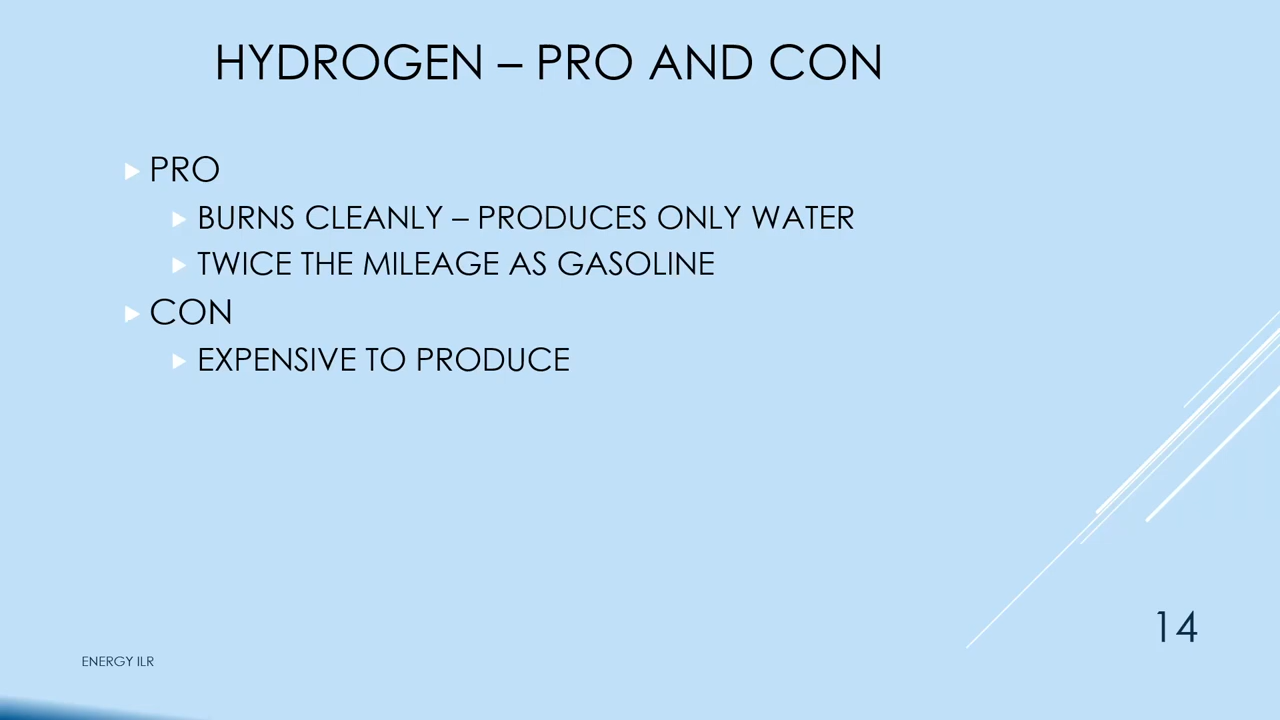 HYDROGEN – PRO AND CON
PRO
BURNS CLEANLY – PRODUCES ONLY WATER
TWICE THE MILEAGE AS GASOLINE
CON
EXPENSIVE TO PRODUCE
14
ENERGY ILR